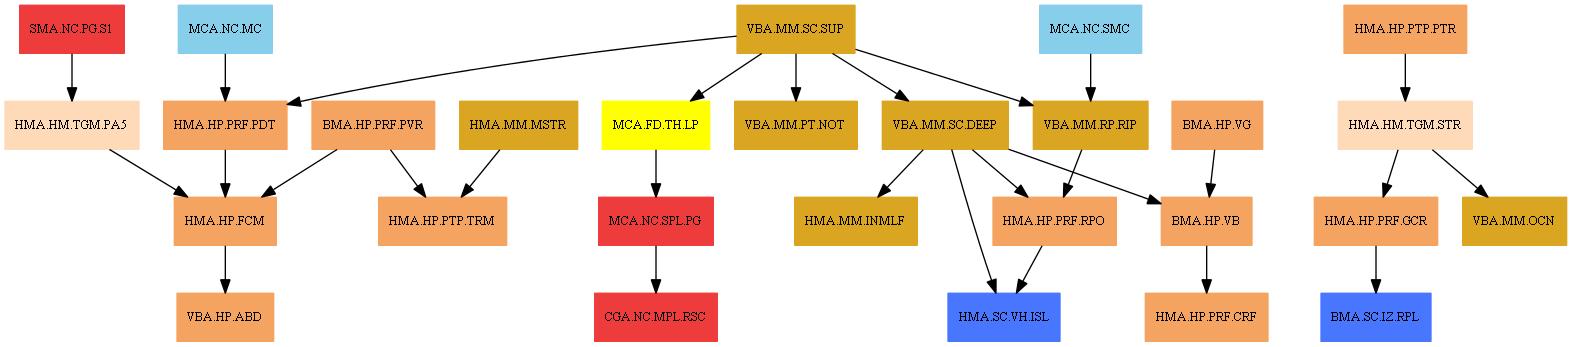 SMA.NC.PG.S1
MCA.NC.MC
VBA.MM.SC.SUP
MCA.NC.SMC
HMA.HP.PTP.PTR
HMA.HM.TGM.PA5
HMA.HP.PRF.PDT
BMA.HP.PRF.PVR
HMA.MM.MSTR
MCA.FD.TH.LP
VBA.MM.PT.NOT
VBA.MM.SC.DEEP
VBA.MM.RP.RIP
BMA.HP.VG
HMA.HM.TGM.STR
HMA.HP.FCM
HMA.HP.PTP.TRM
MCA.NC.SPL.PG
HMA.MM.INMLF
HMA.HP.PRF.RPO
BMA.HP.VB
HMA.HP.PRF.GCR
VBA.MM.OCN
VBA.HP.ABD
CGA.NC.MPL.RSC
HMA.SC.VH.ISL
HMA.HP.PRF.CRF
BMA.SC.IZ.RPL